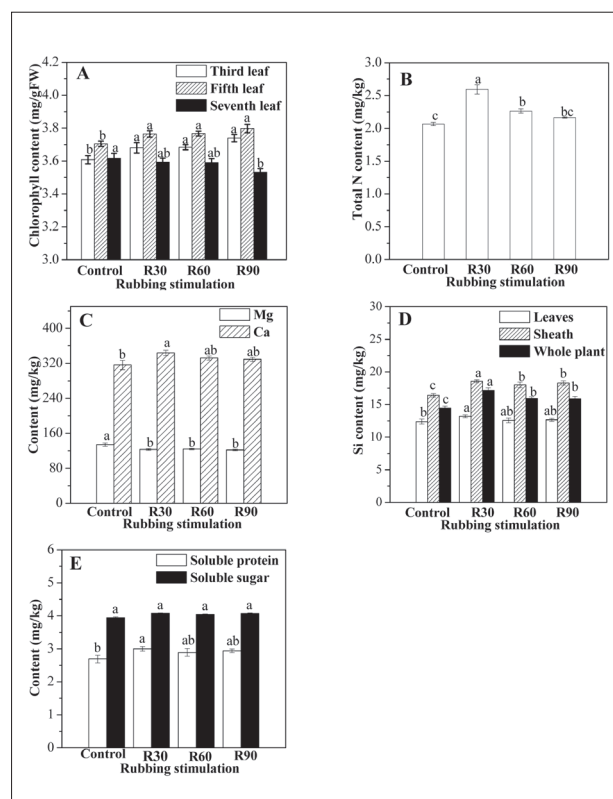 A
Third leaf
Fifth leaf
Seventh leaf
Chlorophyll content (mg/gFW)
4.2
4.0
3.8
3.6
3.4
3.2
3.0
b b a
a a ab
a a ab
a a b
Control R30 R60 R90
Rubbing stimulation
B
Total N content (mg/kg)
3.0
2.5
2.0
1.5
1.0
0.5
0.0
c a b bc
Control R30 R60 R90
Rubbing stimulation
C
Mg
Ca
Content (mg/kg)
480
400
320
240
160
80
0
a b
b a
b ab
b ab
Control R30 R60 R90
Rubbing stimulation
D
Leaves
Sheath
Whole plant
Si content (mg/kg)
30
25
20
15
10
5
0
b c c
a a a
ab b b
ab b b
Control R30 R60 R90
Rubbing stimulation
E
Soluble protein
Soluble sugar
Content (mg/kg)
6
5
4
3
2
1
0
b a
a a
ab a
ab a
Control R30 R60 R90
Rubbing stimulation